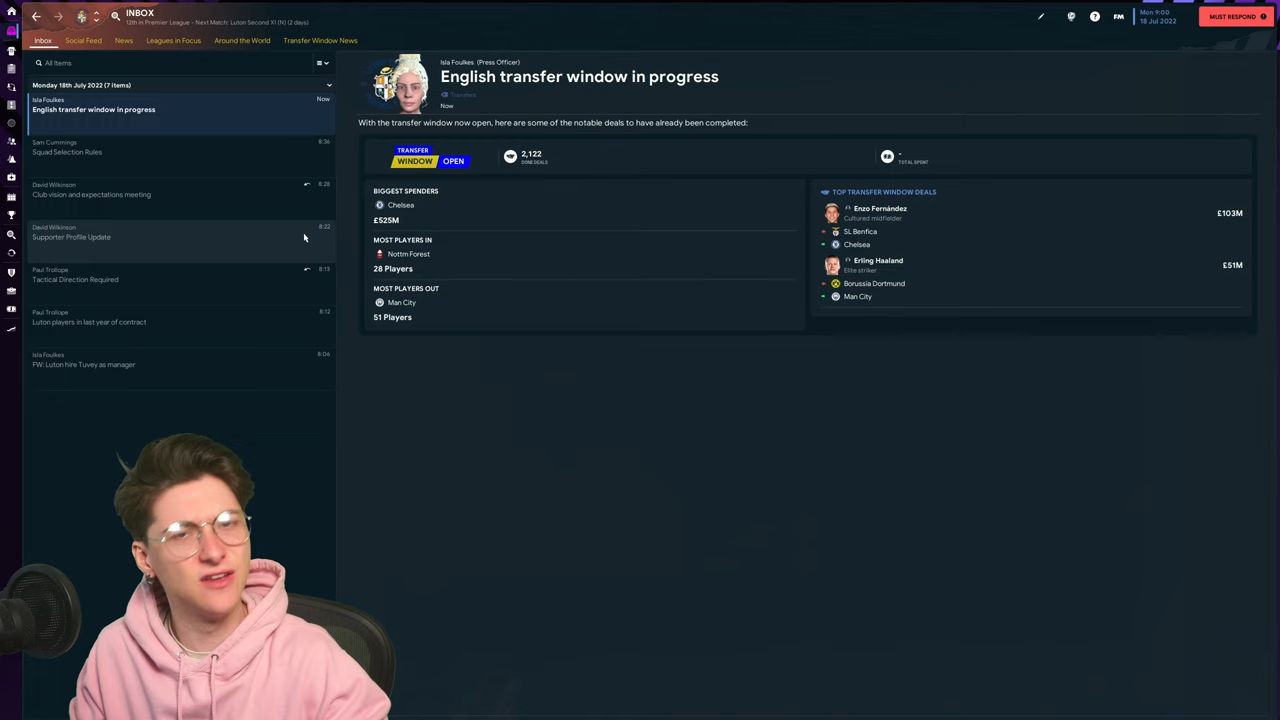 INBOX
12th in Premier League - Next Match: Luton Second XI (N) (2 days)
FM
Mon 9:00
18 Jul 2022
MUST RESPOND
Inbox
Social Feed
News
Leagues in Focus
Around the World
Transfer Window News
All Items
Monday 18th July 2022 (7 Items)
Isla Foulkes
Now
English transfer window in progress
Sam Cummings
8:36
Squad Selection Rules
David Wilkinson
8:28
Club vision and expectations meeting
David Wilkinson
8:22
Supporter Profile Update
Paul Trollope
8:13
Tactical Direction Required
Paul Trollope
8:12
Luton players in last year of contract
Isla Foulkes
8:06
FW: Luton hire Tuvey as manager
Isla Foulkes (Press Officer)
English transfer window in progress
Transfers
Now
With the transfer window now open, here are some of the notable deals to have already been completed:
TRANSFER
WINDOW OPEN
2,122
DONE DEALS
-
TOTAL SPENT
BIGGEST SPENDERS
Chelsea
£525M
MOST PLAYERS IN
Nottm Forest
28 Players
MOST PLAYERS OUT
Man City
51 Players
TOP TRANSFER WINDOW DEALS
Enzo Fernández
Cultured midfielder
£103M
SL Benfica
Chelsea
Erling Haaland
Elite striker
£51M
Borussia Dortmund
Man City